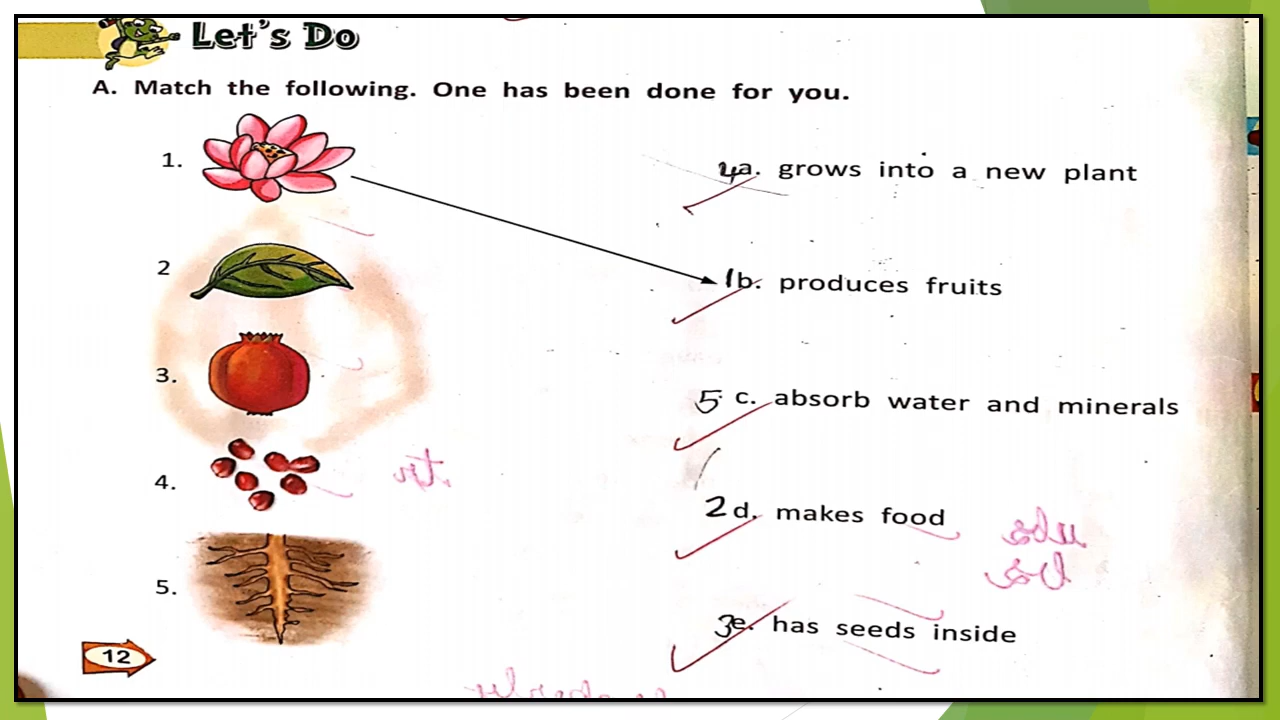 Let's Do
A. Match the following. One has been done for you.
1.
4a. grows into a new plant
2
1b. produces fruits
3.
5 c. absorb water and minerals
4.
2d. makes food
5.
3e. has seeds inside
12